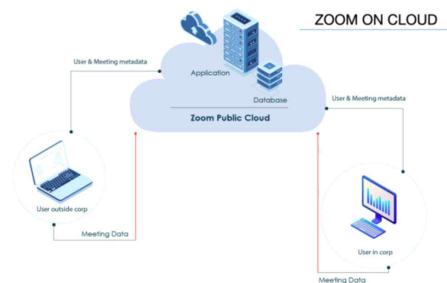 ZOOM ON CLOUD
User & Meeting metadata
Application
Database
User & Meeting metadata
Zoom Public Cloud
User outside corp
Meeting Data
User in corp
Meeting Data